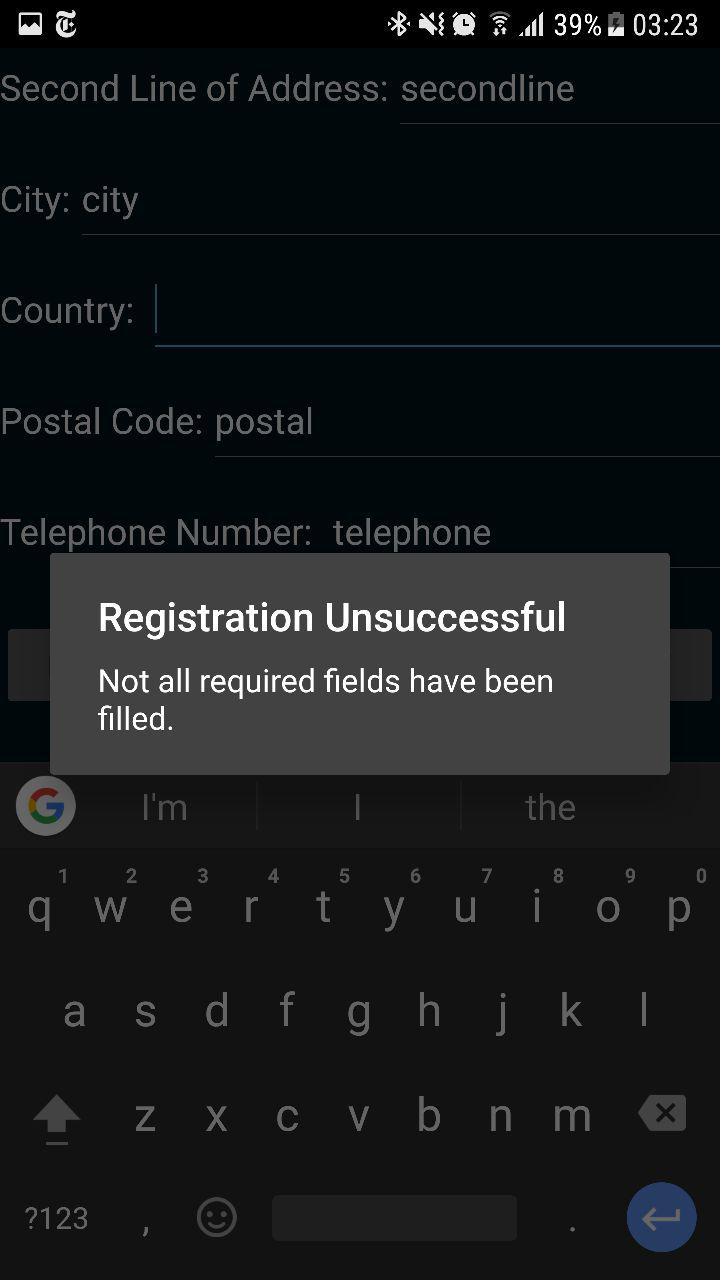 39% 03:23
Second Line of Address: secondline
City: city
Country:
Postal Code: postal
Telephone Number: telephone
Registration Unsuccessful
Not all required fields have been
filled.
I'm I the
1 2 3 4 5 6 7 8 9 0
q w e r t y u i o p
a s d f g h j k l
z x c v b n m
?123 , .